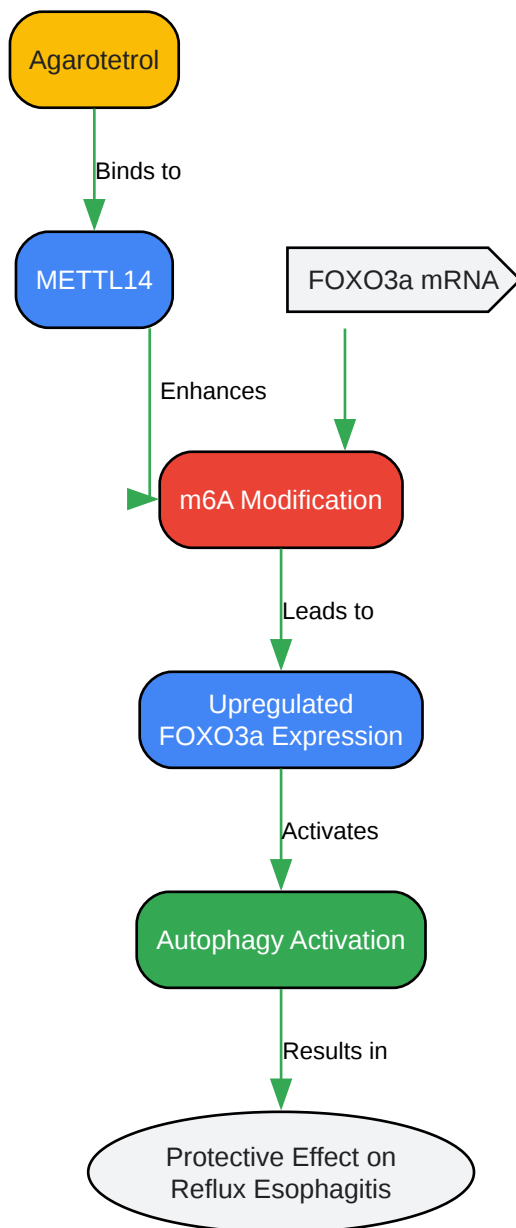 Agarotetrol
Binds to
METTL14
FOXO3a mRNA
Enhances
m6A Modification
Leads to
Upregulated
FOXO3a Expression
Activates
Autophagy Activation
Results in
Protective Effect on
Reflux Esophagitis